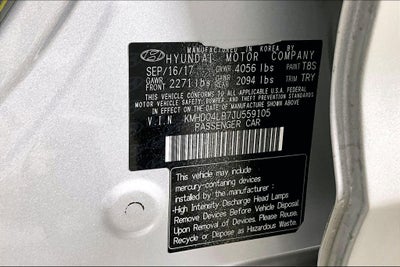 MANUFACTURED IN KOREA BY
HYUNDAI MOTOR COMPANY
SEP/16/17 GVWR 4056 lbs PAINT TBS
GAWR FRONT 2271 lbs GAWR REAR 2094 lbs TRIM TRY
THIS VEHICLE CONFORMS TO ALL APPLICABLE FEDERAL
MOTOR VEHICLE SAFETY, BUMPER, AND THEFT PREVENTION STANDARDS
IN EFFECT ON THE DATE OF MANUFACTURE SHOWN ABOVE.
V.I.N KMHD04LB7JU559105
PASSENGER CAR
This vehicle may include
mercury-containing devices
installed by the manufacturer :
-High Intensity Discharge Head Lamps
Remove Devices Before Vehicle Disposal
Upon Removal of Devices, Please Reuse,
Recycle or Dispose as Hazardous Waste.